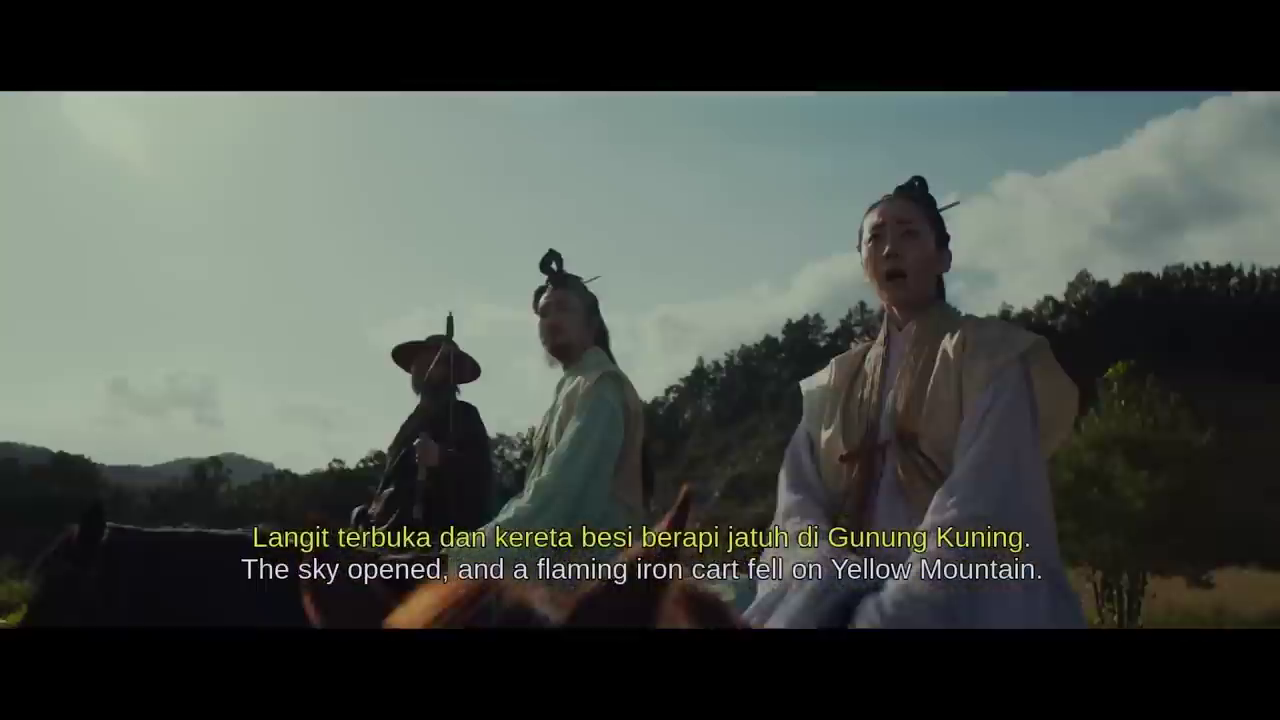 Langit terbuka dan kereta besi berapi jatuh di Gunung Kuning.
The sky opened, and a flaming iron cart fell on Yellow Mountain.